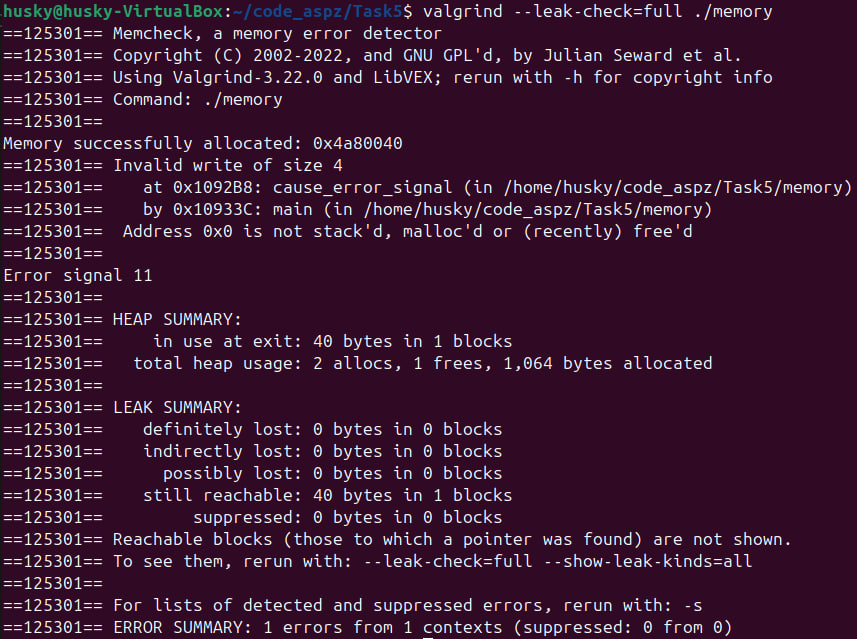 husky@husky-VirtualBox:~/code_aspz/Task5$ valgrind --leak-check=full ./memory
==125301== Memcheck, a memory error detector
==125301== Copyright (C) 2002-2022, and GNU GPL'd, by Julian Seward et al.
==125301== Using Valgrind-3.22.0 and LibVEX; rerun with -h for copyright info
==125301== Command: ./memory
==125301==
Memory successfully allocated: 0x4a80040
==125301== Invalid write of size 4
==125301==    at 0x1092B8: cause_error_signal (in /home/husky/code_aspz/Task5/memory)
==125301==    by 0x10933C: main (in /home/husky/code_aspz/Task5/memory)
==125301==  Address 0x0 is not stack'd, malloc'd or (recently) free'd
==125301==
Error signal 11
==125301==
==125301== HEAP SUMMARY:
==125301==     in use at exit: 40 bytes in 1 blocks
==125301==   total heap usage: 2 allocs, 1 frees, 1,064 bytes allocated
==125301==
==125301== LEAK SUMMARY:
==125301==    definitely lost: 0 bytes in 0 blocks
==125301==    indirectly lost: 0 bytes in 0 blocks
==125301==      possibly lost: 0 bytes in 0 blocks
==125301==    still reachable: 40 bytes in 1 blocks
==125301==         suppressed: 0 bytes in 0 blocks
==125301== Reachable blocks (those to which a pointer was found) are not shown.
==125301== To see them, rerun with: --leak-check=full --show-leak-kinds=all
==125301==
==125301== For lists of detected and suppressed errors, rerun with: -s
==125301== ERROR SUMMARY: 1 errors from 1 contexts (suppressed: 0 from 0)